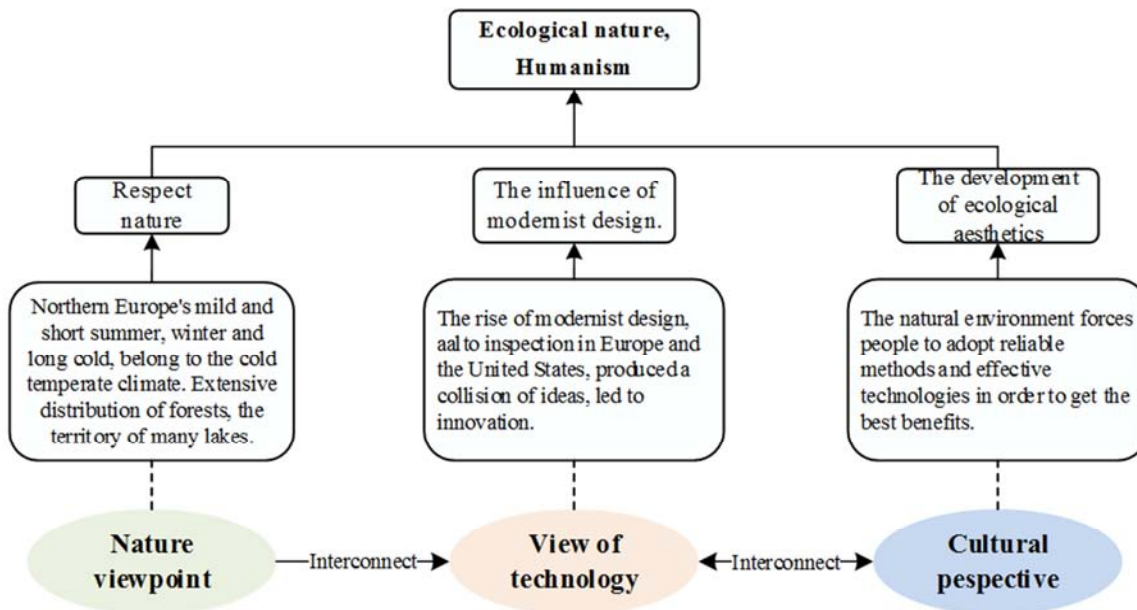 Ecological nature,
Humanism
Respect
nature
The influence of
modernist design.
The development
of ecological
aesthetics
Northern Europe's mild and
short summer, winter and
long cold, belong to the cold
temperate climate. Extensive
distribution of forests, the
territory of many lakes.
The rise of modernist design,
aalto inspection in Europe and
the United States, produced a
collision of ideas, led to
innovation.
The natural environment forces
people to adopt reliable
methods and effective
technologies in order to get the
best benefits.
Nature
viewpoint
Interconnect
View of
technology
Interconnect
Cultural
pespective